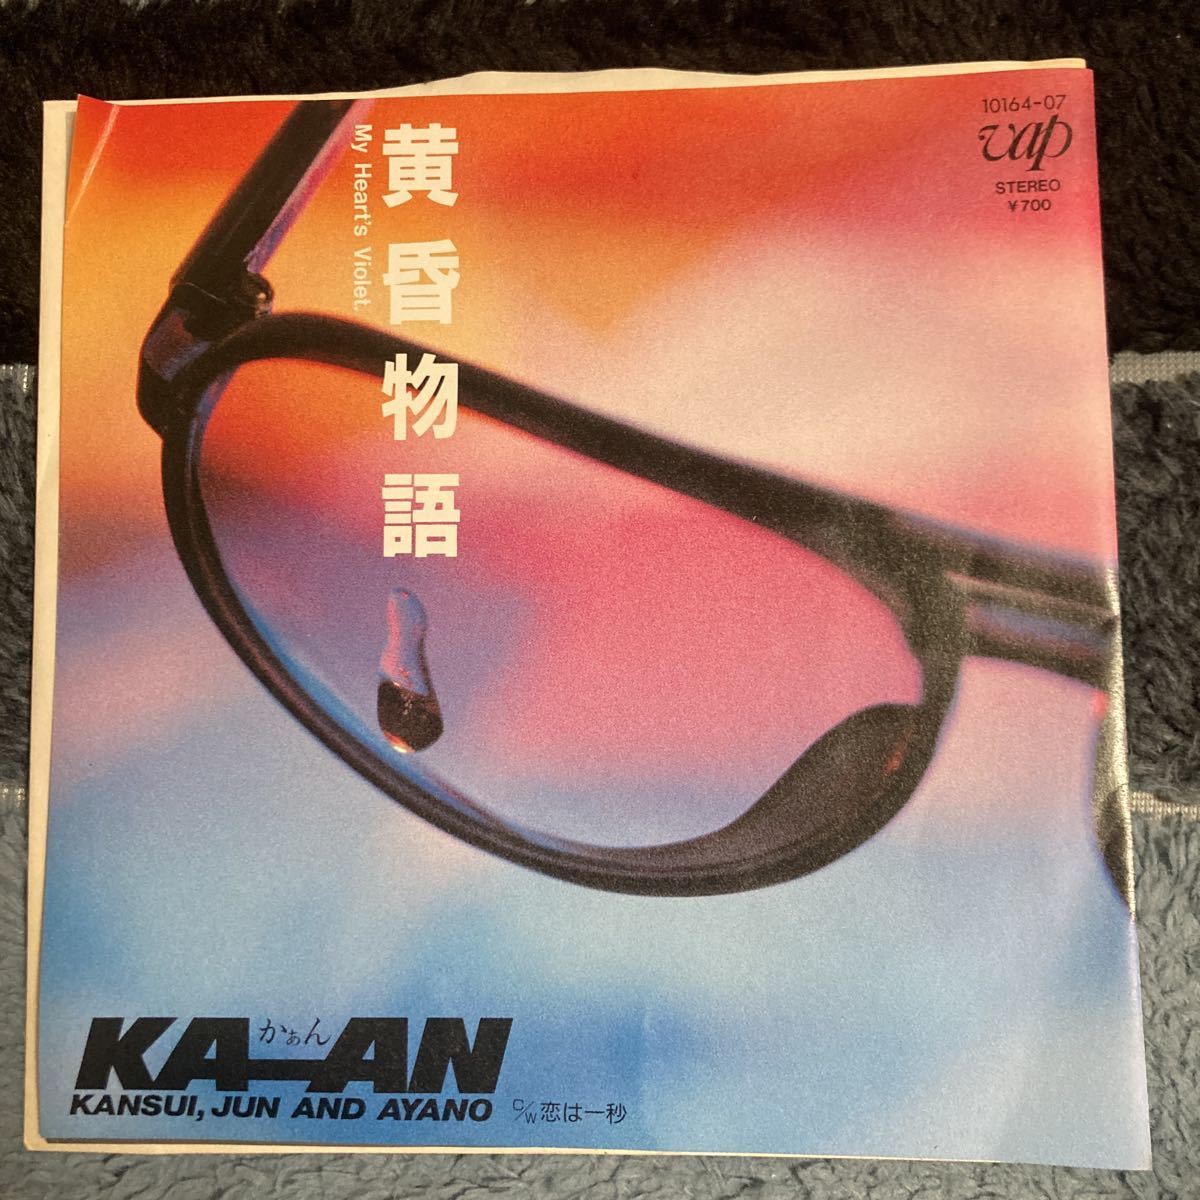 10164-07
vap
STEREO
¥700
黄昏物語
My Heart's Violet.
KA-AN
かぁん
KANSUI, JUN AND AYANO
C/W 恋は一秒